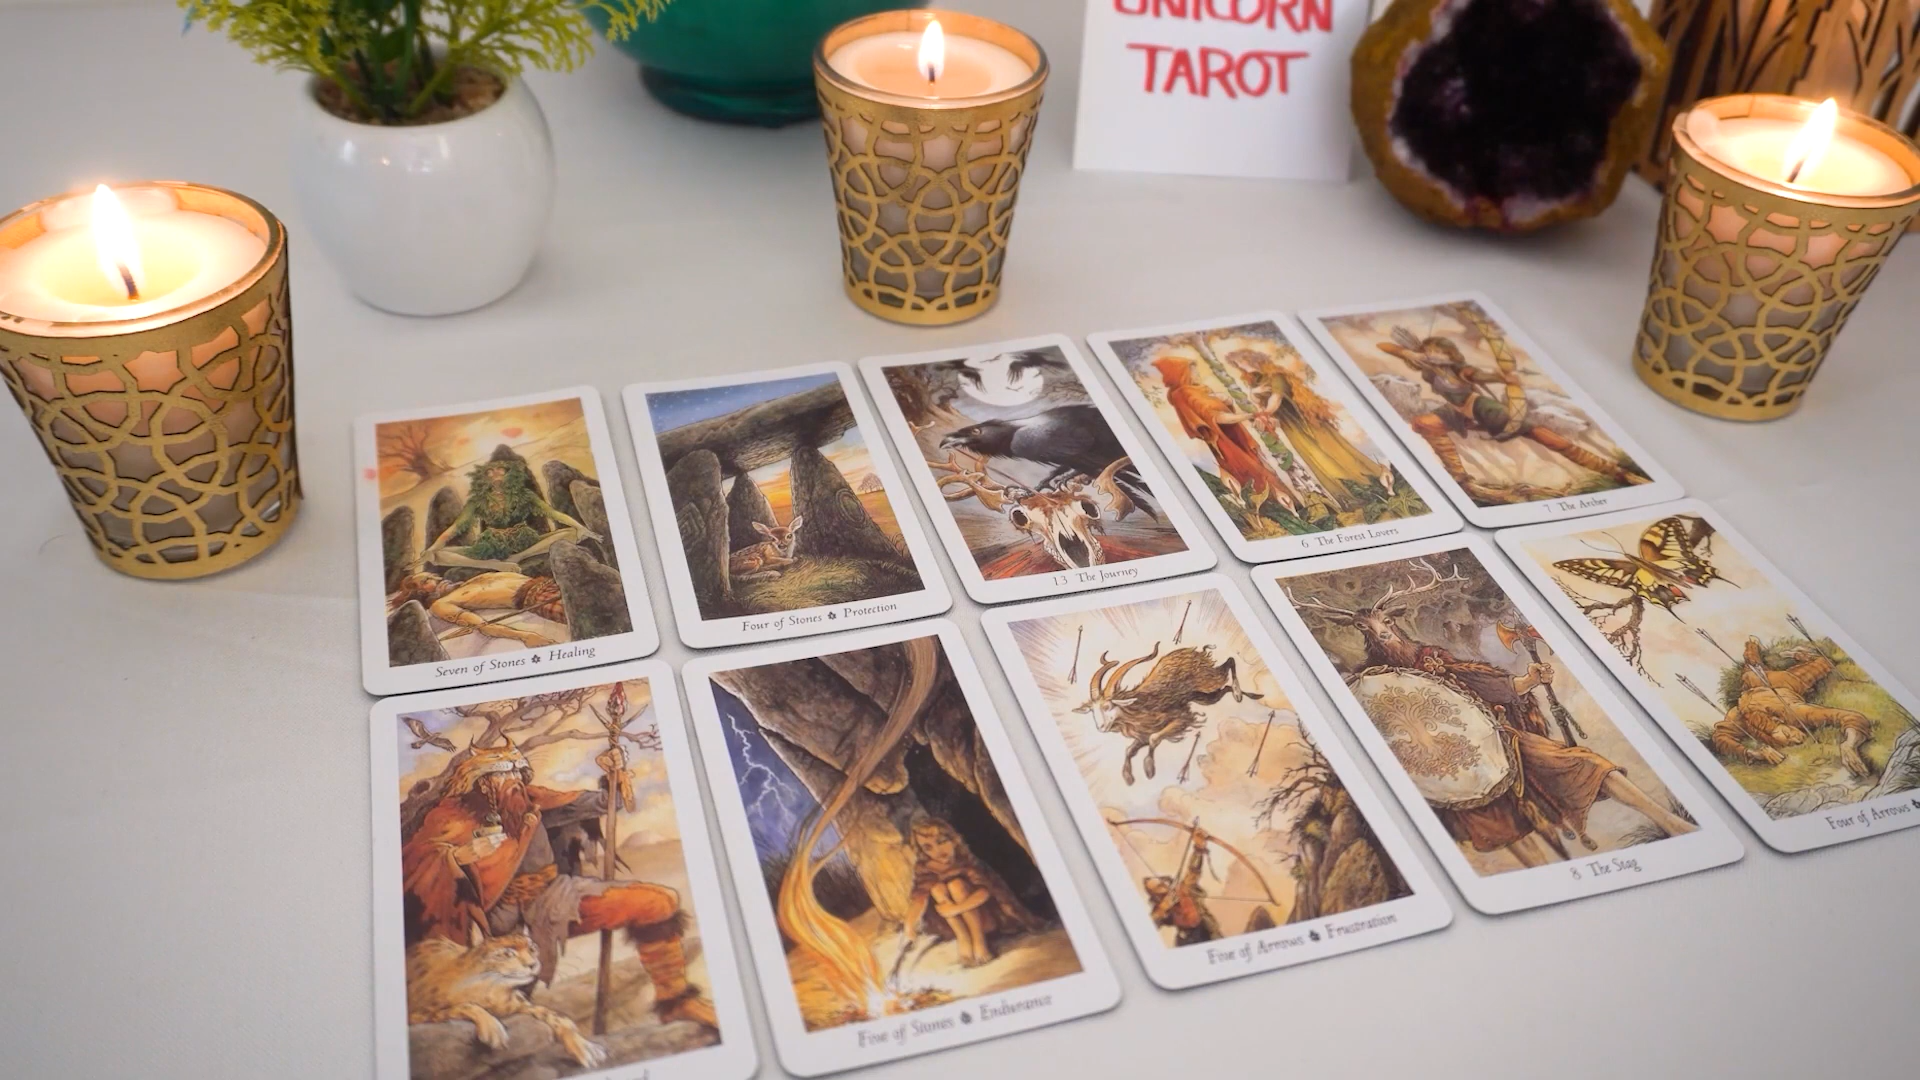 UNICORN
TAROT
7 The Archer
6 The Forest Lovers
13 The Journey
Four of Stones Protection
Seven of Stones Healing
Four of Arrows
8 The Stag
Five of Arrows Frustration
Five of Stones Endurance